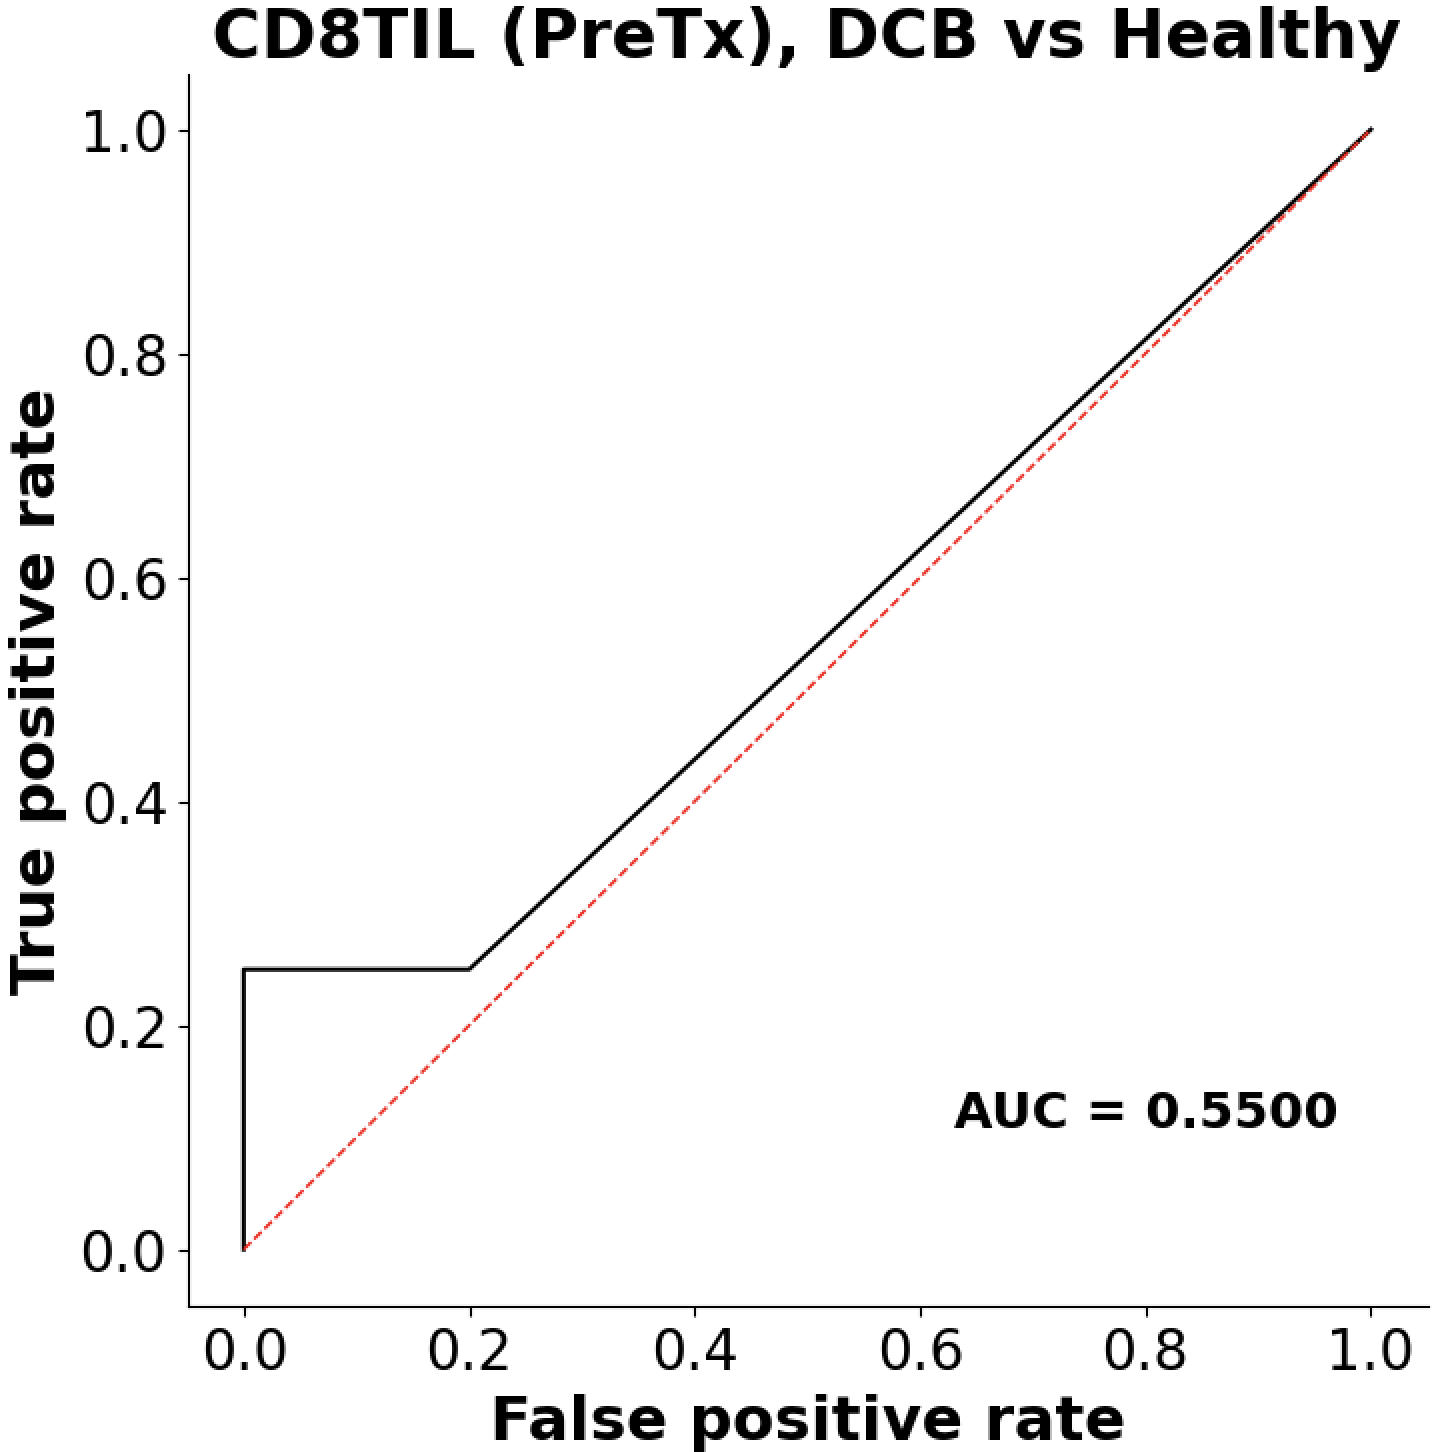 CD8TIL (PreTx), DCB vs Healthy
True positive rate
1.0
0.8
0.6
0.4
0.2
0.0
AUC = 0.5500
0.0 0.2 0.4 0.6 0.8 1.0
False positive rate